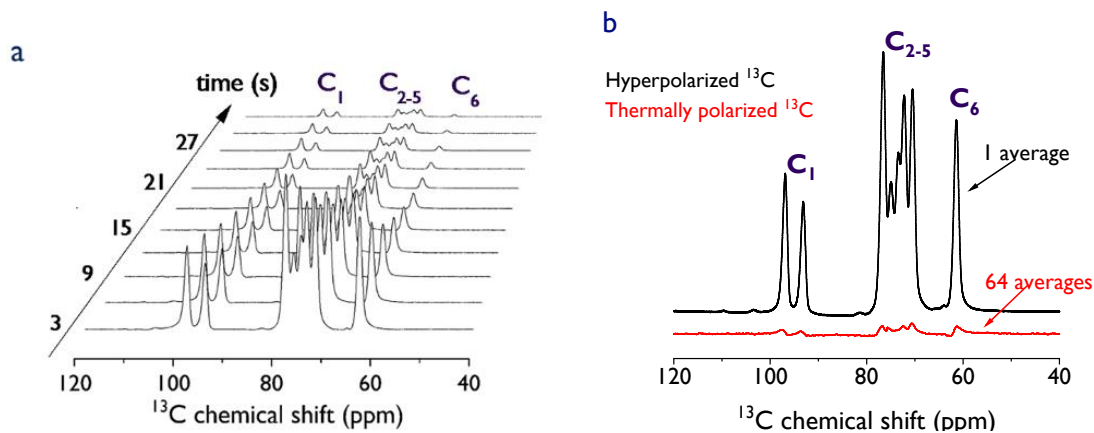 a
time (s)
C₁ C₂₋₅ C₆
27
21
15
9
3
120 100 80 60 40
¹³C chemical shift (ppm)
b
C₂₋₅
Hyperpolarized ¹³C
Thermally polarized ¹³C
C₆
1 average
C₁
64 averages
120 100 80 60 40
¹³C chemical shift (ppm)